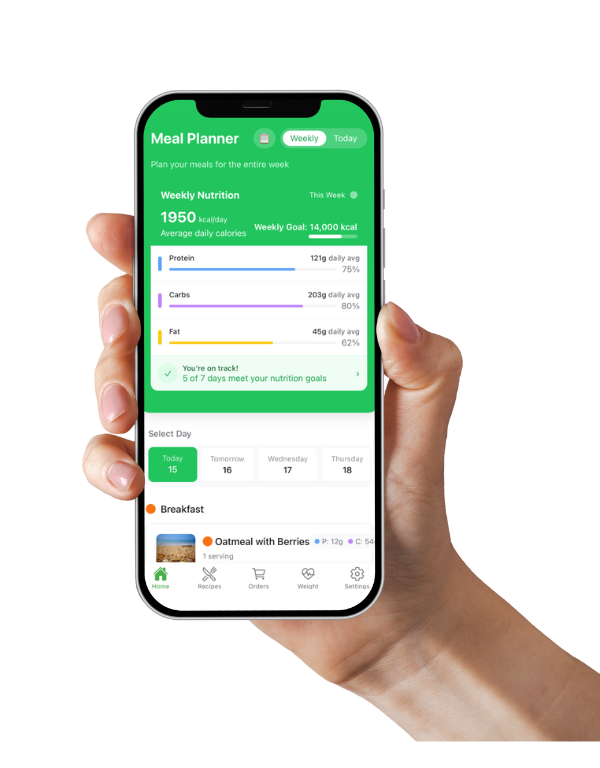 Meal Planner
Weekly
Today
Plan your meals for the entire week
Weekly Nutrition
This Week
1950 kcal/day
Weekly Goal: 14,000 kcal
Average daily calories
Protein
121g daily avg
75%
Carbs
203g daily avg
80%
Fat
45g daily avg
62%
You're on track!
5 of 7 days meet your nutrition goals
Select Day
Today
Tomorrow
Wednesday
Thursday
15
16
17
18
Breakfast
Oatmeal with Berries
P: 12g
C: 54
1 serving
Home
Recipes
Orders
Weight
Settings